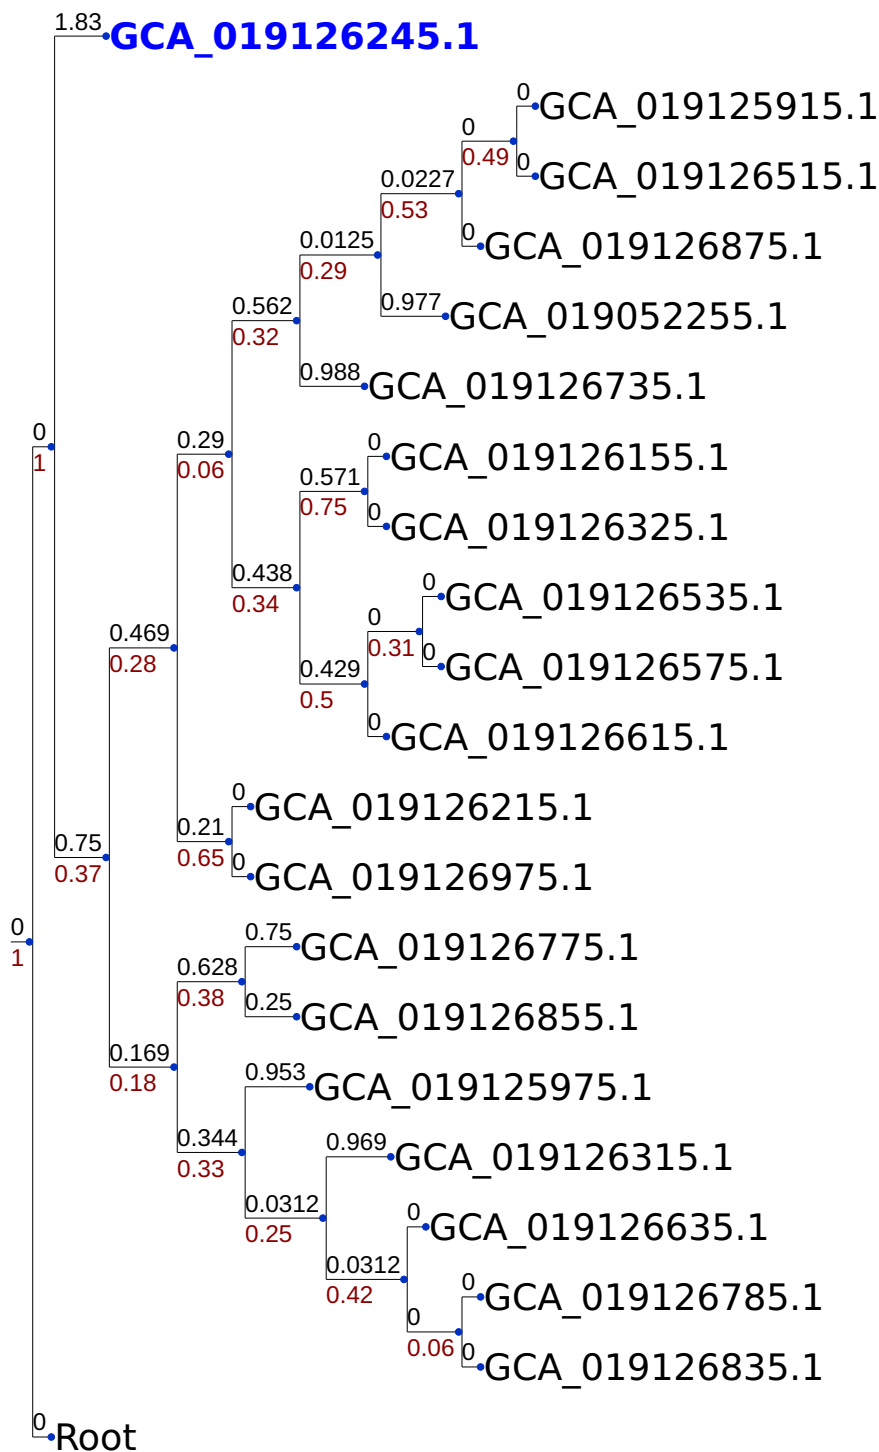 1.83
GCA_019126245.1
0
GCA_019125915.1
0
0.49
0
GCA_019126515.1
0.0227
0.53
0
GCA_019126875.1
0.0125
0.29
0.977
GCA_019052255.1
0.562
0.32
0.988
GCA_019126735.1
0
1
0.29
0.06
0
GCA_019126155.1
0.571
0.75
0
GCA_019126325.1
0.438
0.34
0
GCA_019126535.1
0
0.31
0
GCA_019126575.1
0.469
0.28
0.429
0.5
0
GCA_019126615.1
0
GCA_019126215.1
0.21
0.65
0
GCA_019126975.1
0.75
0.37
0
1
0.75
GCA_019126775.1
0.628
0.38
0.25
GCA_019126855.1
0.169
0.18
0.953
GCA_019125975.1
0.344
0.33
0.969
GCA_019126315.1
0.0312
0.25
0
GCA_019126635.1
0.0312
0.42
0
GCA_019126785.1
0
0.06
0
GCA_019126835.1
0
Root